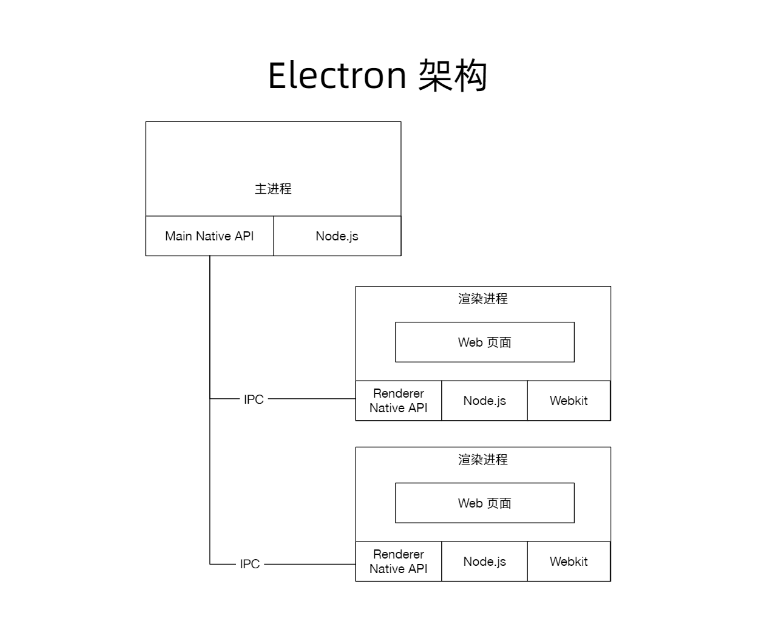 Electron 架构
主进程
Main Native API
Node.js
渲染进程
Web 页面
IPC
Renderer
Native API
Node.js
Webkit
渲染进程
Web 页面
IPC
Renderer
Native API
Node.js
Webkit